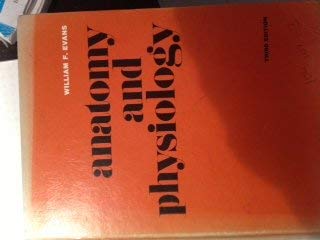 WILLIAM F. EVANS
anatomy
and
physiology
THIRD EDITION